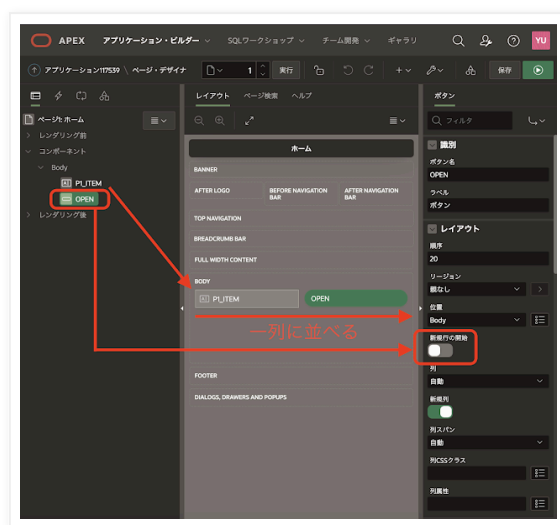 APEX アプリケーション・ビルダー SQLワークショップ チーム開発 ギャラリ YU
アプリケーション117539 \ ページ・デザイナ 1 実行 保存
レイアウト ページ検索 ヘルプ
ボタン
ページ1: ホーム
レンダリング前
コンポーネント
Body
P1_ITEM
OPEN
レンダリング後
ホーム
BANNER
AFTER LOGO
BEFORE NAVIGATION BAR
AFTER NAVIGATION BAR
TOP NAVIGATION
BREADCRUMB BAR
FULL WIDTH CONTENT
BODY
P1_ITEM
OPEN
一列に並べる
FOOTER
DIALOGS, DRAWERS AND POPUPS
フィルタ
識別
ボタン名
OPEN
ラベル
ボタン
レイアウト
順序
20
リージョン
親なし
位置
Body
新規行の開始
列
自動
新規列
列スパン
自動
列CSSクラス
列属性